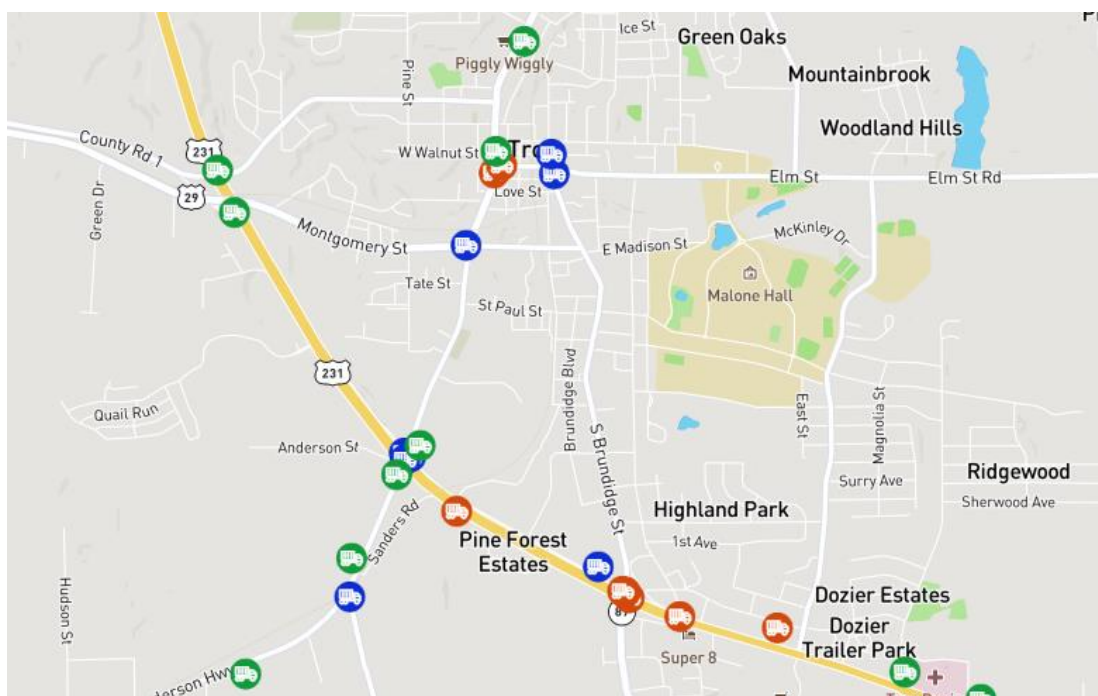 Ice St
Green Oaks
Piggly Wiggly
Pine St
Mountainbrook
Woodland Hills
County Rd 1
231
W Walnut St
Elm St
Elm St Rd
Love St
29
Green Dr
Montgomery St
E Madison St
McKinley Dr
Tate St
Malone Hall
St Paul St
231
Quail Run
Brundidge Blvd
East St
Magnolia St
Anderson St
S Brundidge St
Ridgewood
Surry Ave
Sherwood Ave
Highland Park
Sanders Rd
Pine Forest
Estates
1st Ave
Hudson St
Dozier Estates
87
Dozier
Trailer Park
Super 8